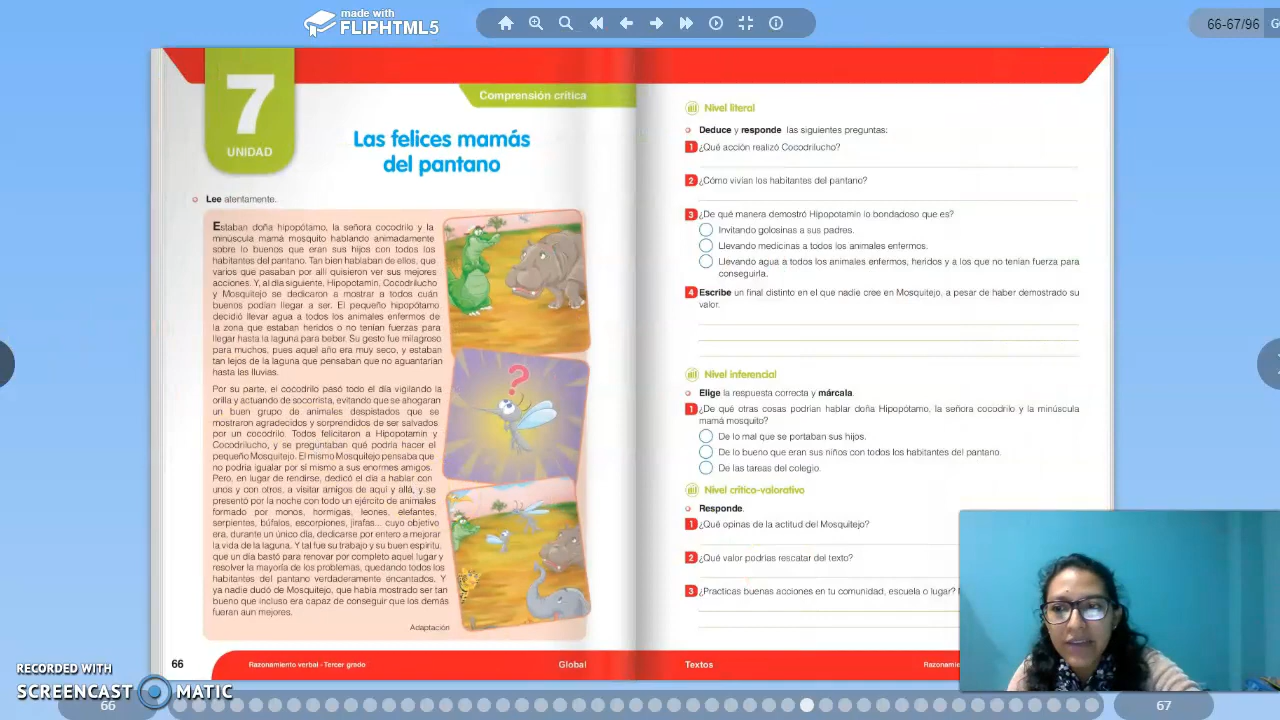 made with
FLIPHTML5
66-67/96
7
UNIDAD
Comprensión crítica
Las felices mamás
del pantano
Lee atentamente.
Estaban doña hipopótamo, la señora cocodrilo y la
minúscula mamá mosquito hablando animadamente
sobre lo buenos que eran sus hijos con todos los
habitantes del pantano. Tan bien hablaban de ellos, que
varios que pasaban por allí quisieron ver sus mejores
acciones. Y, al día siguiente, Hipopotamín, Cocodrilucho
y Mosquitejo se dedicaron a mostrar a todos cuán
buenos podían llegar a ser. El pequeño hipopótamo
decidió llevar agua a todos los animales enfermos de
la zona que estaban heridos o no tenían fuerzas para
llegar hasta la laguna para beber. Su gesto fue milagroso
para muchos, pues aquel año era muy seco, y estaban
tan lejos de la laguna que pensaban que no aguantarían
hasta las lluvias.
Por su parte, el cocodrilo pasó todo el día vigilando la
orilla y actuando de socorrista, evitando que se ahogaran
un buen grupo de animales despistados que se
mostraron agradecidos y sorprendidos de ser salvados
por un cocodrilo. Todos felicitaron a Hipopotamín y
Cocodrilucho, y se preguntaban qué podría hacer el
pequeño Mosquitejo. El mismo Mosquitejo pensaba que
no podría igualar por sí mismo a sus enormes amigos.
Pero, en lugar de rendirse, dedicó el día a hablar con
unos y con otros, a visitar amigos de aquí y allá, y se
presentó por la noche con todo un ejército de animales
formado por monos, hormigas, leones, elefantes,
serpientes, búfalos, escorpiones, jirafas... cuyo objetivo
era, durante un único día, dedicarse por entero a mejorar
la vida de la laguna. Y tal fue su trabajo y su buen espíritu,
que un día bastó para renovar por completo aquel lugar y
resolver la mayoría de los problemas, quedando todos los
habitantes del pantano verdaderamente encantados. Y
ya nadie dudó de Mosquitejo, que había mostrado ser tan
bueno que incluso era capaz de conseguir que los demás
fueran aun mejores.
Adaptación
?
66
Razonamiento verbal - Tercer grado
Global
Nivel literal
Deduce y responde las siguientes preguntas:
1 ¿Qué acción realizó Cocodrilucho?
2 ¿Cómo vivían los habitantes del pantano?
3 ¿De qué manera demostró Hipopotamín lo bondadoso que es?
Invitando golosinas a sus padres.
Llevando medicinas a todos los animales enfermos.
Llevando agua a todos los animales enfermos, heridos y a los que no tenían fuerza para
conseguirla.
4 Escribe un final distinto en el que nadie cree en Mosquitejo, a pesar de haber demostrado su
valor.
Nivel inferencial
Elige la respuesta correcta y márcala.
1 ¿De qué otras cosas podrían hablar doña Hipopótamo, la señora cocodrilo y la minúscula
mamá mosquito?
De lo mal que se portaban sus hijos.
De lo bueno que eran sus niños con todos los habitantes del pantano.
De las tareas del colegio.
Nivel crítico-valorativo
Responde.
1 ¿Qué opinas de la actitud del Mosquitejo?
2 ¿Qué valor podrías rescatar del texto?
3 ¿Practicas buenas acciones en tu comunidad, escuela o lugar?
Textos
RECORDED WITH
SCREENCAST MATIC
66
67